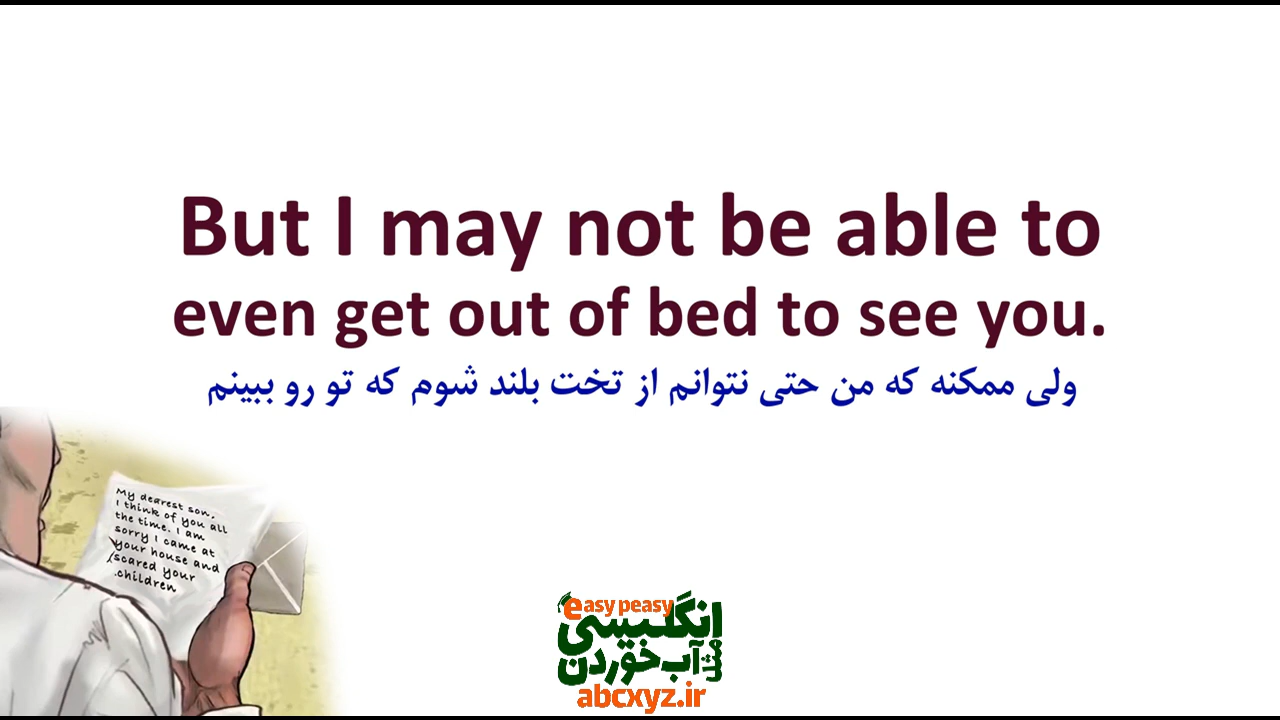 But I may not be able to
even get out of bed to see you.
ولی ممکنه که من حتی نتوانم از تخت بلند شوم که تو رو ببینم
My dearest son,
I think of you all
the time. I am
sorry I came at
your house and
scared your
children
easy peasy
انگلیسی
مثل آب خوردن
abcxyz.ir